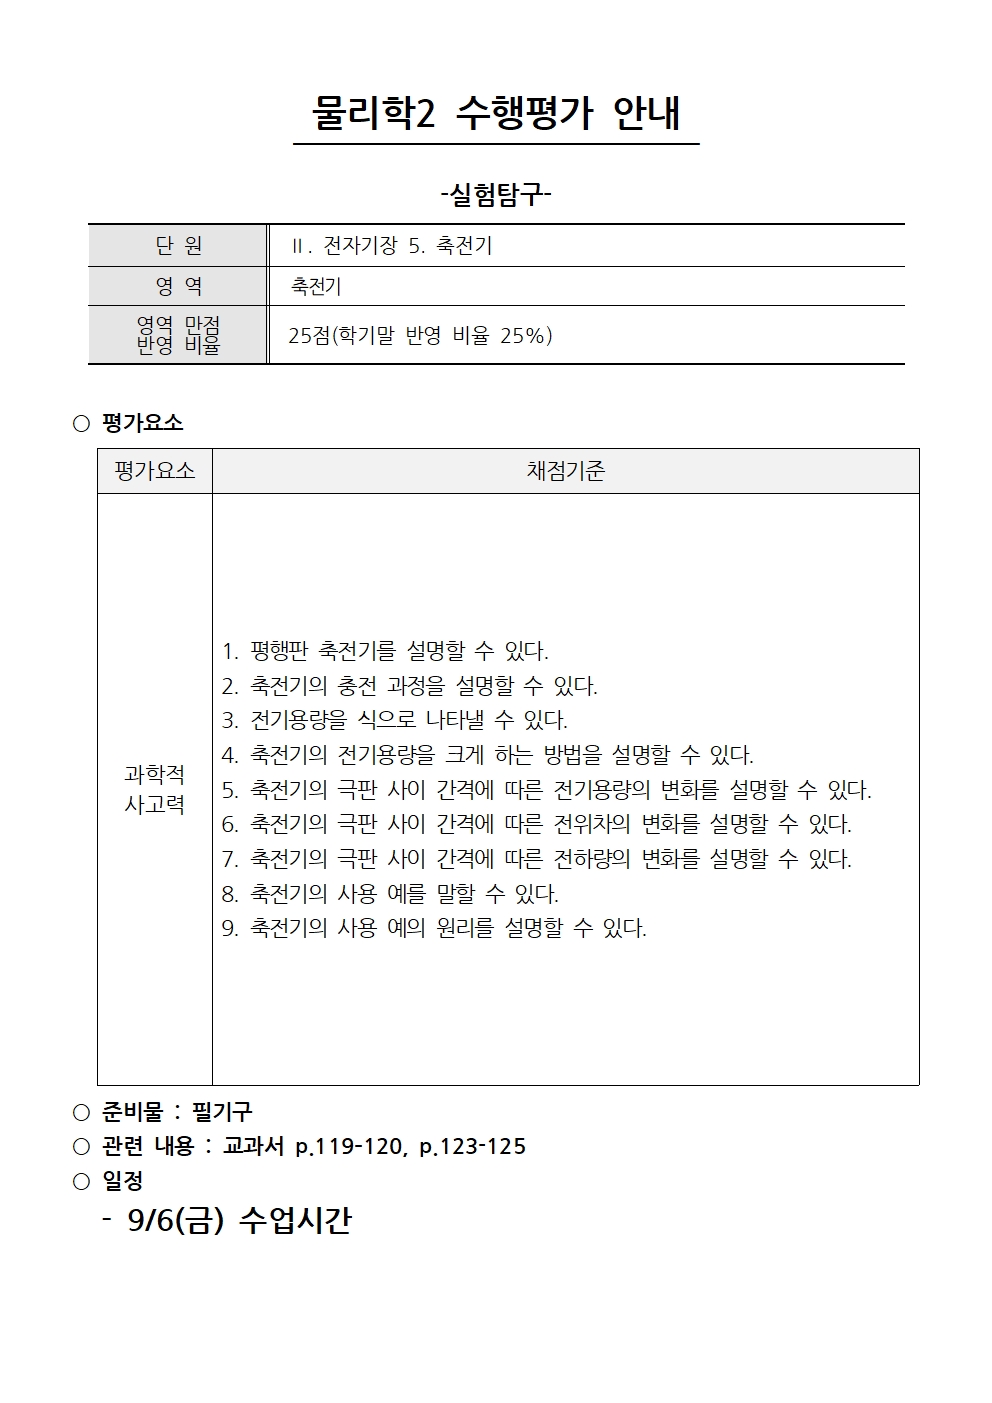 물리학2 수행평가 안내
-실험탐구-
단 원 Ⅱ. 전자기장 5. 축전기
영 역 축전기
영역 만점
반영 비율 25점(학기말 반영 비율 25%)
○ 평가요소
평가요소 채점기준
과학적
사고력
1. 평행판 축전기를 설명할 수 있다.
2. 축전기의 충전 과정을 설명할 수 있다.
3. 전기용량을 식으로 나타낼 수 있다.
4. 축전기의 전기용량을 크게 하는 방법을 설명할 수 있다.
5. 축전기의 극판 사이 간격에 따른 전기용량의 변화를 설명할 수 있다.
6. 축전기의 극판 사이 간격에 따른 전위차의 변화를 설명할 수 있다.
7. 축전기의 극판 사이 간격에 따른 전하량의 변화를 설명할 수 있다.
8. 축전기의 사용 예를 말할 수 있다.
9. 축전기의 사용 예의 원리를 설명할 수 있다.
○ 준비물 : 필기구
○ 관련 내용 : 교과서 p.119-120, p.123-125
○ 일정
- 9/6(금) 수업시간